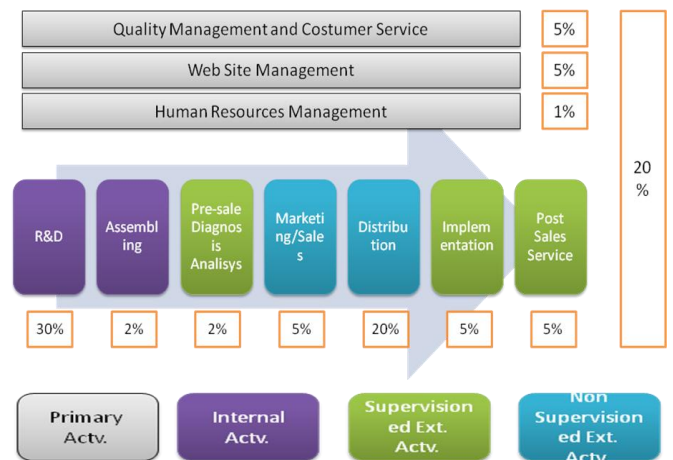 Quality Management and Costumer Service
5%
Web Site Management
5%
Human Resources Management
1%
20
%
R&D
Assembl
ing
Pre-sale
Diagnos
is
Analisys
Marketi
ng/Sale
s
Distribu
tion
Implem
entation
Post
Sales
Service
30%
2%
2%
5%
20%
5%
5%
Primary
Actv.
Internal
Actv.
Supervision
ed Ext.
Actv.
Non
Supervision
ed Ext.
Actv